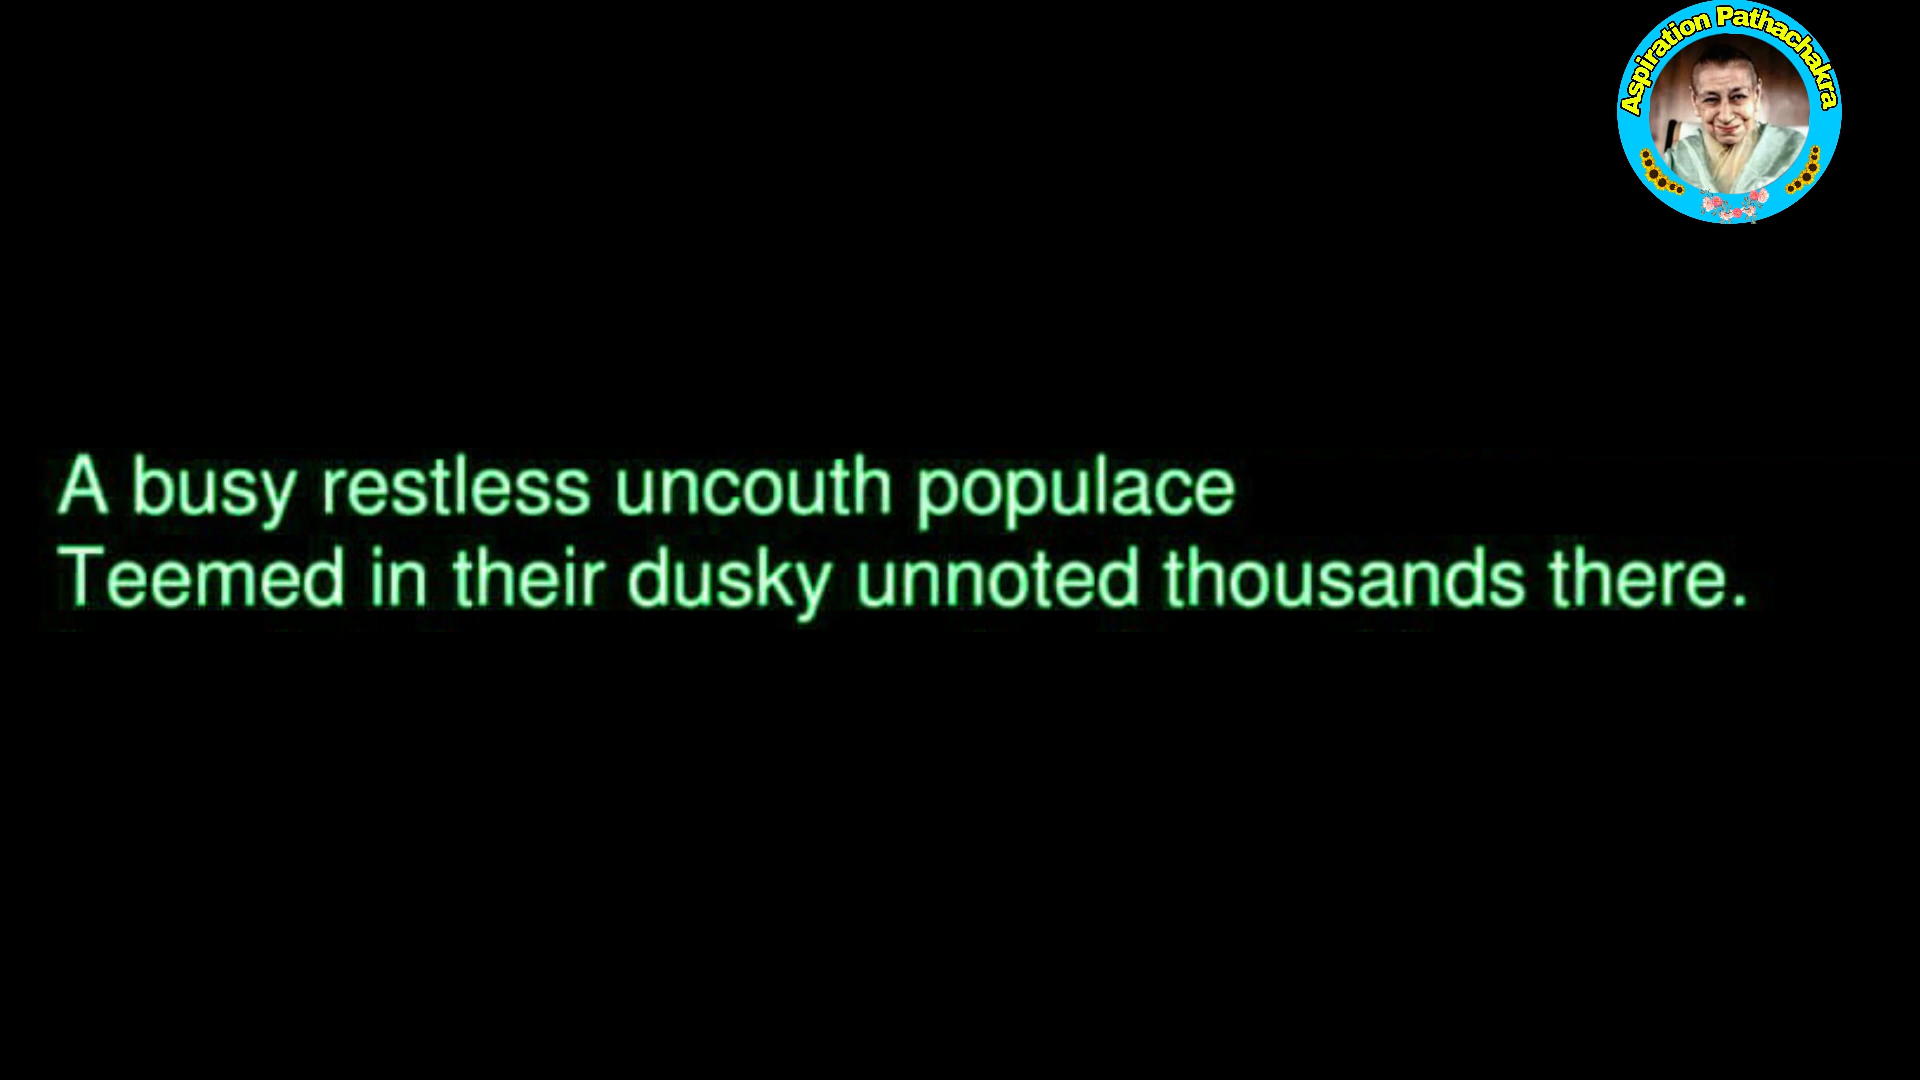 Aspiration Pathachakra
A busy restless uncouth populace
Teemed in their dusky unnoted thousands there.